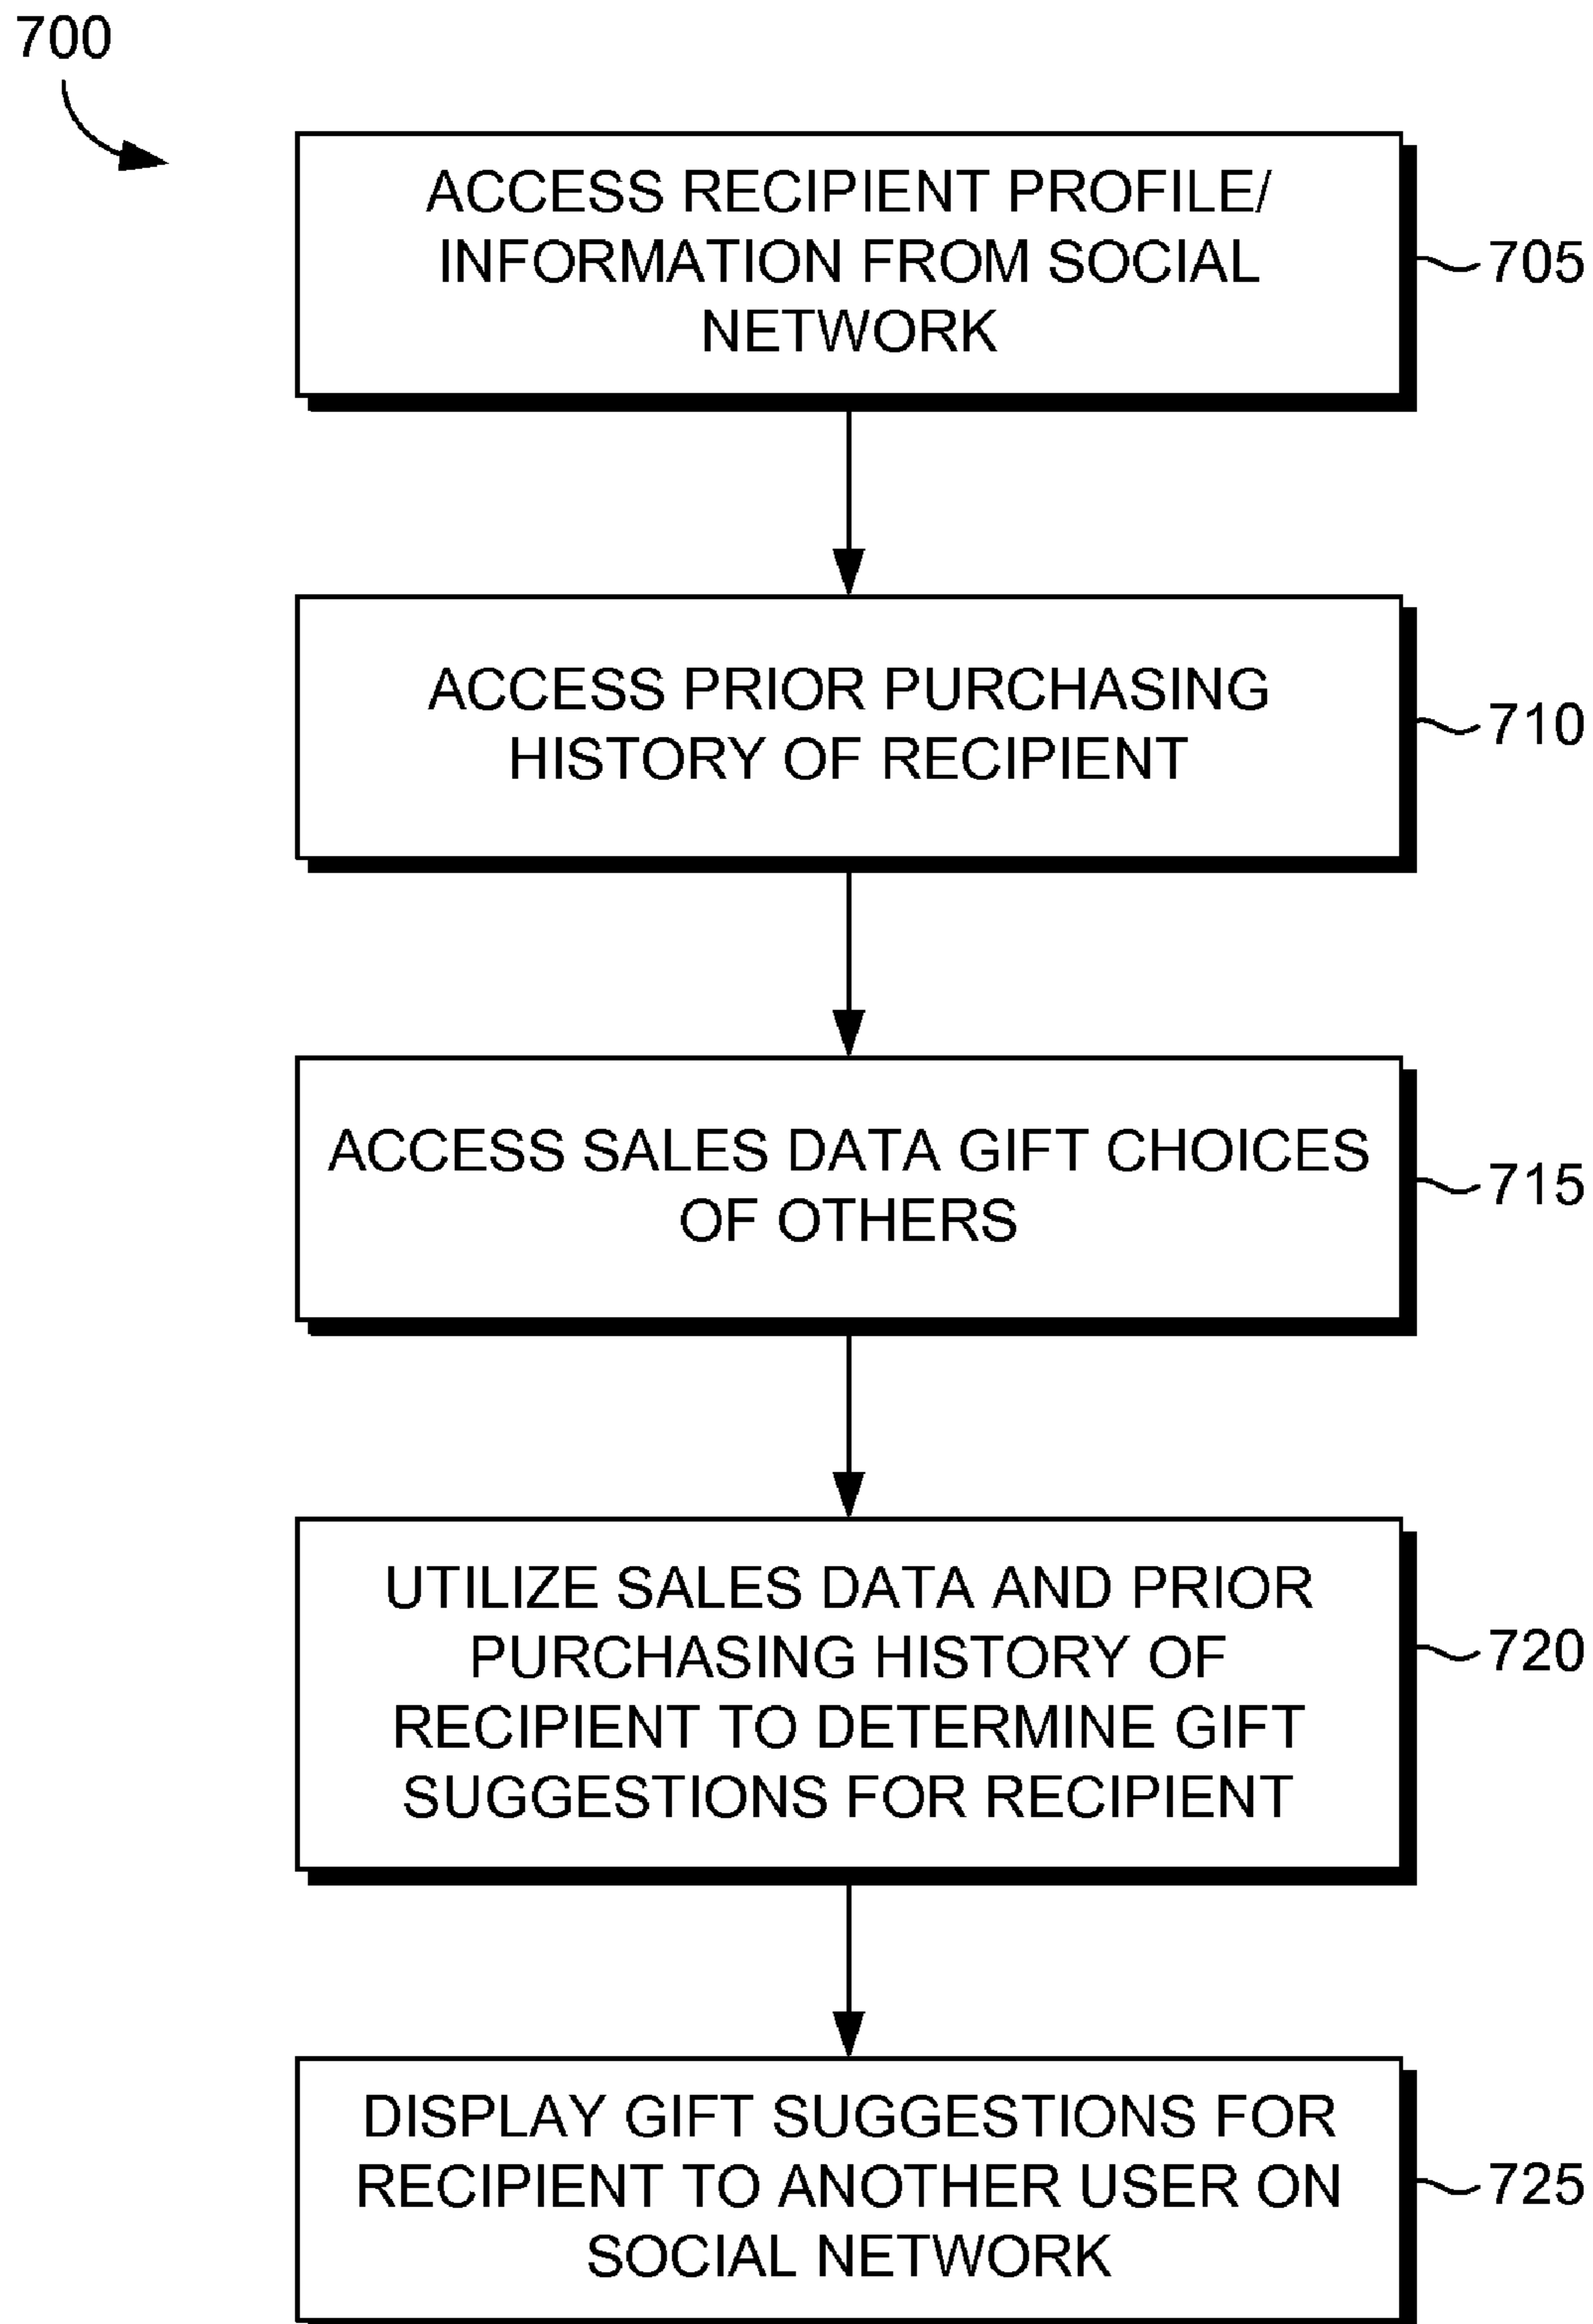 700
ACCESS RECIPIENT PROFILE/
INFORMATION FROM SOCIAL
NETWORK
705
ACCESS PRIOR PURCHASING
HISTORY OF RECIPIENT
710
ACCESS SALES DATA GIFT CHOICES
OF OTHERS
715
UTILIZE SALES DATA AND PRIOR
PURCHASING HISTORY OF
RECIPIENT TO DETERMINE GIFT
SUGGESTIONS FOR RECIPIENT
720
DISPLAY GIFT SUGGESTIONS FOR
RECIPIENT TO ANOTHER USER ON
SOCIAL NETWORK
725